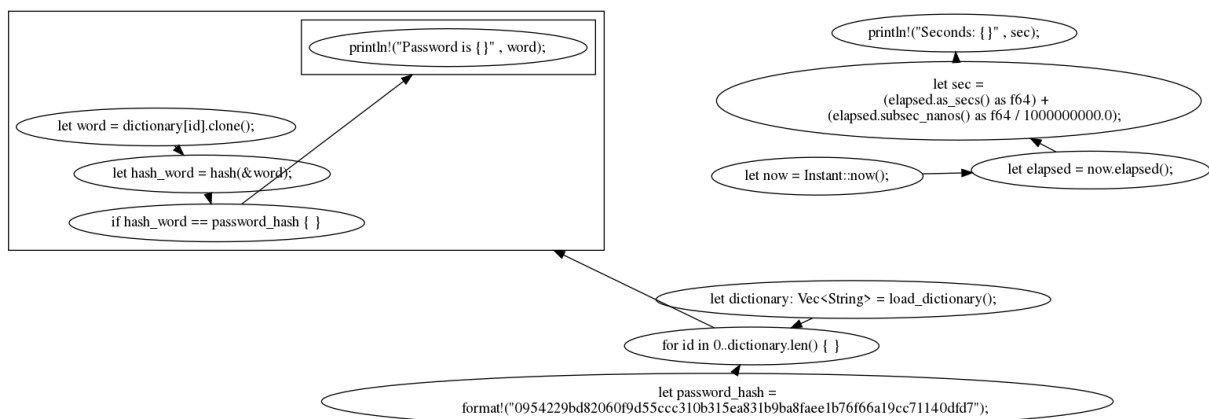 println!("Password is {}" , word);
let word = dictionary[id].clone();
let hash_word = hash(&word);
if hash_word == password_hash { }
println!("Seconds: {}" , sec);
let sec =
(elapsed.as_secs() as f64) +
(elapsed.subsec_nanos() as f64 / 1000000000.0);
let now = Instant::now();
let elapsed = now.elapsed();
let dictionary: Vec<String> = load_dictionary();
for id in 0..dictionary.len() { }
let password_hash =
format!("0954229bd82060f9d55ccc310b315ea831b9ba8faee1b76f66a19cc71140dfd7");